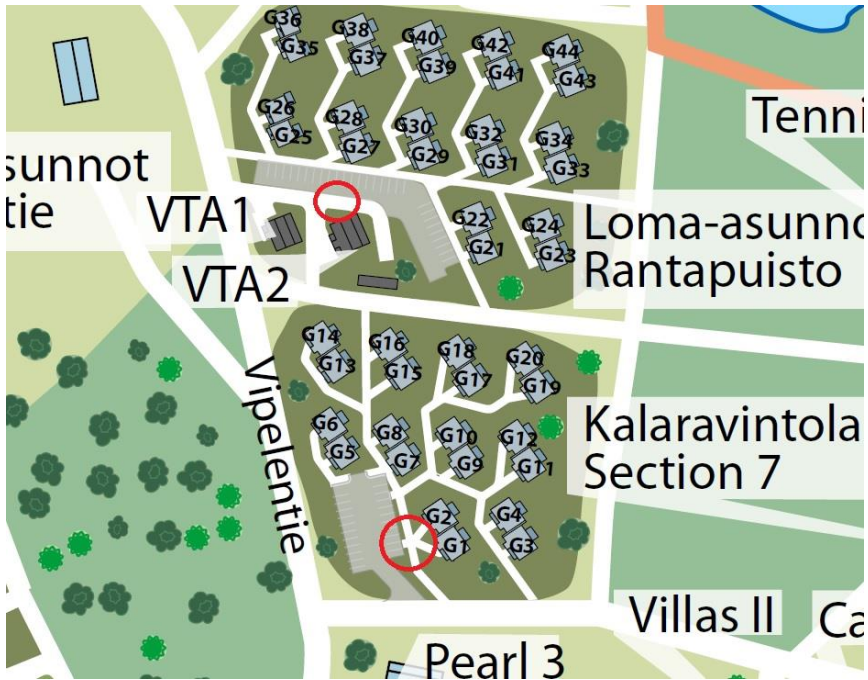 G36
G38
G40
G42
G44
G35
G37
G39
G41
G43
Tenni
G26
G28
G30
G32
G34
G25
G27
G29
G31
G33
sunnot
tie
VTA1
VTA2
G22
G24
G21
G23
Loma-asunno
Rantapuisto
G14
G16
G18
G20
G13
G15
G17
G19
Vipelentie
G6
G8
G10
G12
G5
G7
G9
G11
Kalaravintola
Section 7
G2
G4
G1
G3
Villas II
Ca
Pearl 3